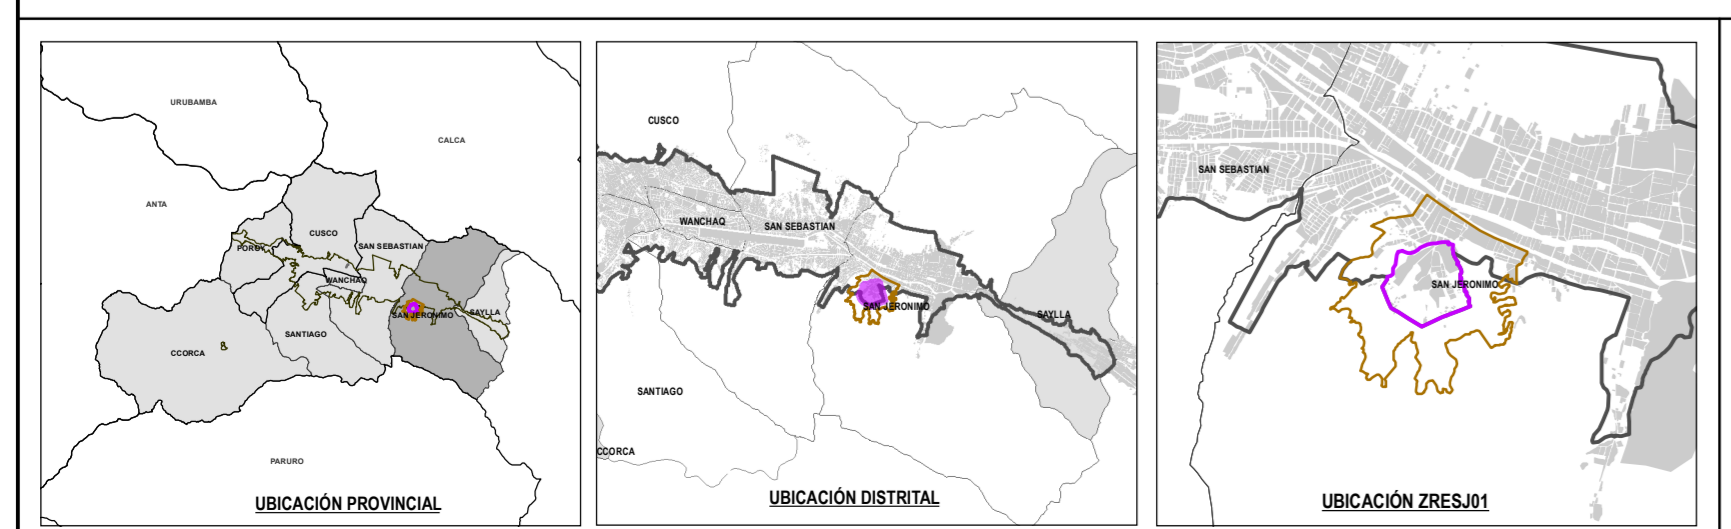 URUBAMBA
CALCA
ANTA
CUSCO
POROY
SAN SEBASTIAN
WANCHAQ
SAN JERONIMO
SAYLLA
SANTIAGO
CCORCA
PARURO
UBICACIÓN PROVINCIAL
CUSCO
WANCHAQ
SAN SEBASTIAN
SAN JERONIMO
SAYLLA
SANTIAGO
CCORCA
UBICACIÓN DISTRITAL
SAN SEBASTIAN
SAN JERONIMO
UBICACIÓN ZRESJ01